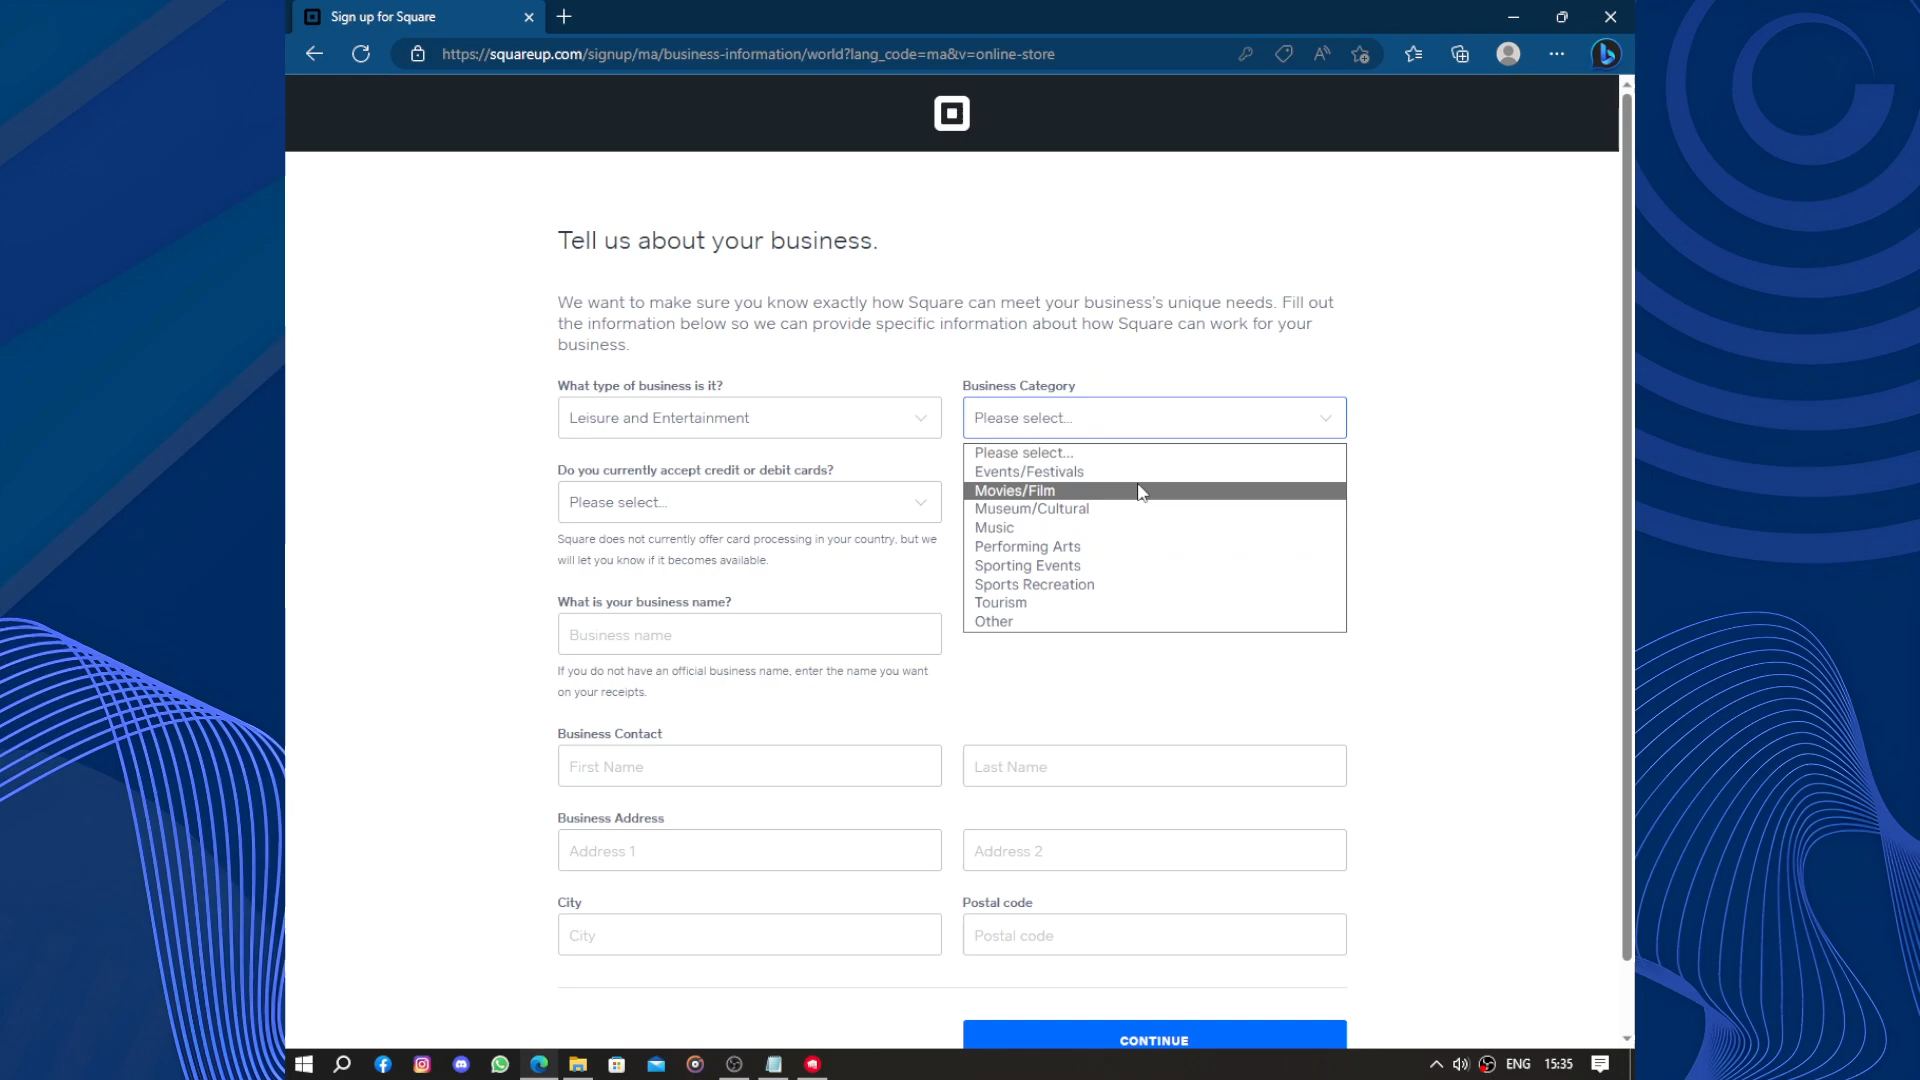 Sign up for Square
https://squareup.com/signup/ma/business-information/world?lang_code=ma&v=online-store
Tell us about your business.
We want to make sure you know exactly how Square can meet your business's unique needs. Fill out
the information below so we can provide specific information about how Square can work for your
business.
What type of business is it?
Leisure and Entertainment
Business Category
Please select...
Please select...
Events/Festivals
Movies/Film
Museum/Cultural
Music
Performing Arts
Sporting Events
Sports Recreation
Tourism
Other
Do you currently accept credit or debit cards?
Please select...
Square does not currently offer card processing in your country, but we
will let you know if it becomes available.
What is your business name?
Business name
If you do not have an official business name, enter the name you want
on your receipts.
Business Contact
First Name
Last Name
Business Address
Address 1
Address 2
City
City
Postal code
Postal code
CONTINUE
ENG
15:35